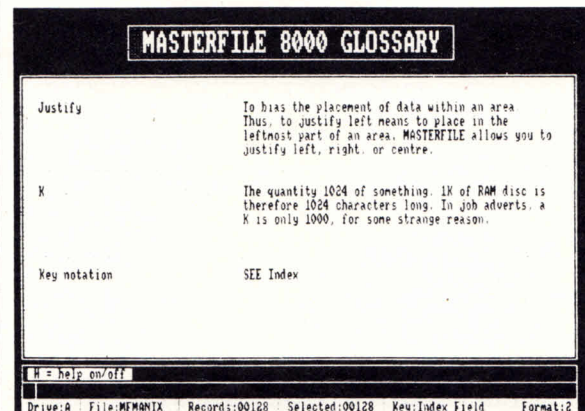 MASTERFILE 8000 GLOSSARY
Justify To bias the placement of data within an area
Thus, to justify left means to place in the
leftmost part of an area. MASTERFILE allows you to
justify left, right, or centre.
K The quantity 1024 of something. 1K of RAM disc is
therefore 1024 characters long. In job adverts, a
K is only 1000, for some strange reason.
Key notation SEE Index
H = help on/off
Drive:A File:MFMANIX Records:00128 Selected:00128 Key:Index Field Format:2